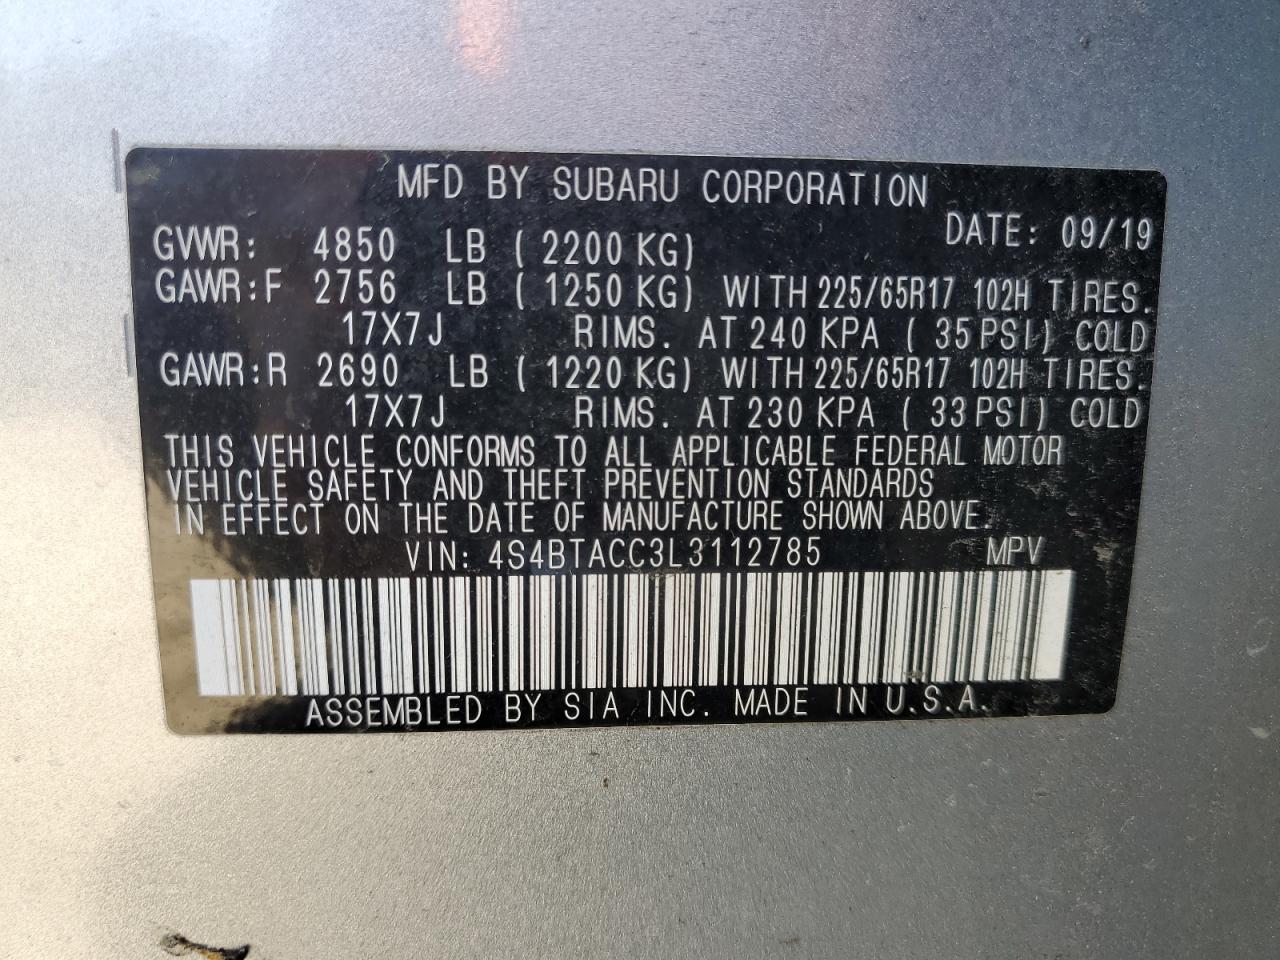 MFD BY SUBARU CORPORATION
DATE: 09/19
GVWR: 4850 LB ( 2200 KG)
GAWR:F 2756 LB ( 1250 KG) WITH 225/65R17 102H TIRES.
17X7J RIMS. AT 240 KPA ( 35 PSI) COLD
GAWR:R 2690 LB ( 1220 KG) WITH 225/65R17 102H TIRES.
17X7J RIMS. AT 230 KPA ( 33 PSI) COLD
THIS VEHICLE CONFORMS TO ALL APPLICABLE FEDERAL MOTOR
VEHICLE SAFETY AND THEFT PREVENTION STANDARDS
IN EFFECT ON THE DATE OF MANUFACTURE SHOWN ABOVE.
VIN: 4S4BTACC3L3112785 MPV
ASSEMBLED BY SIA INC. MADE IN U.S.A.